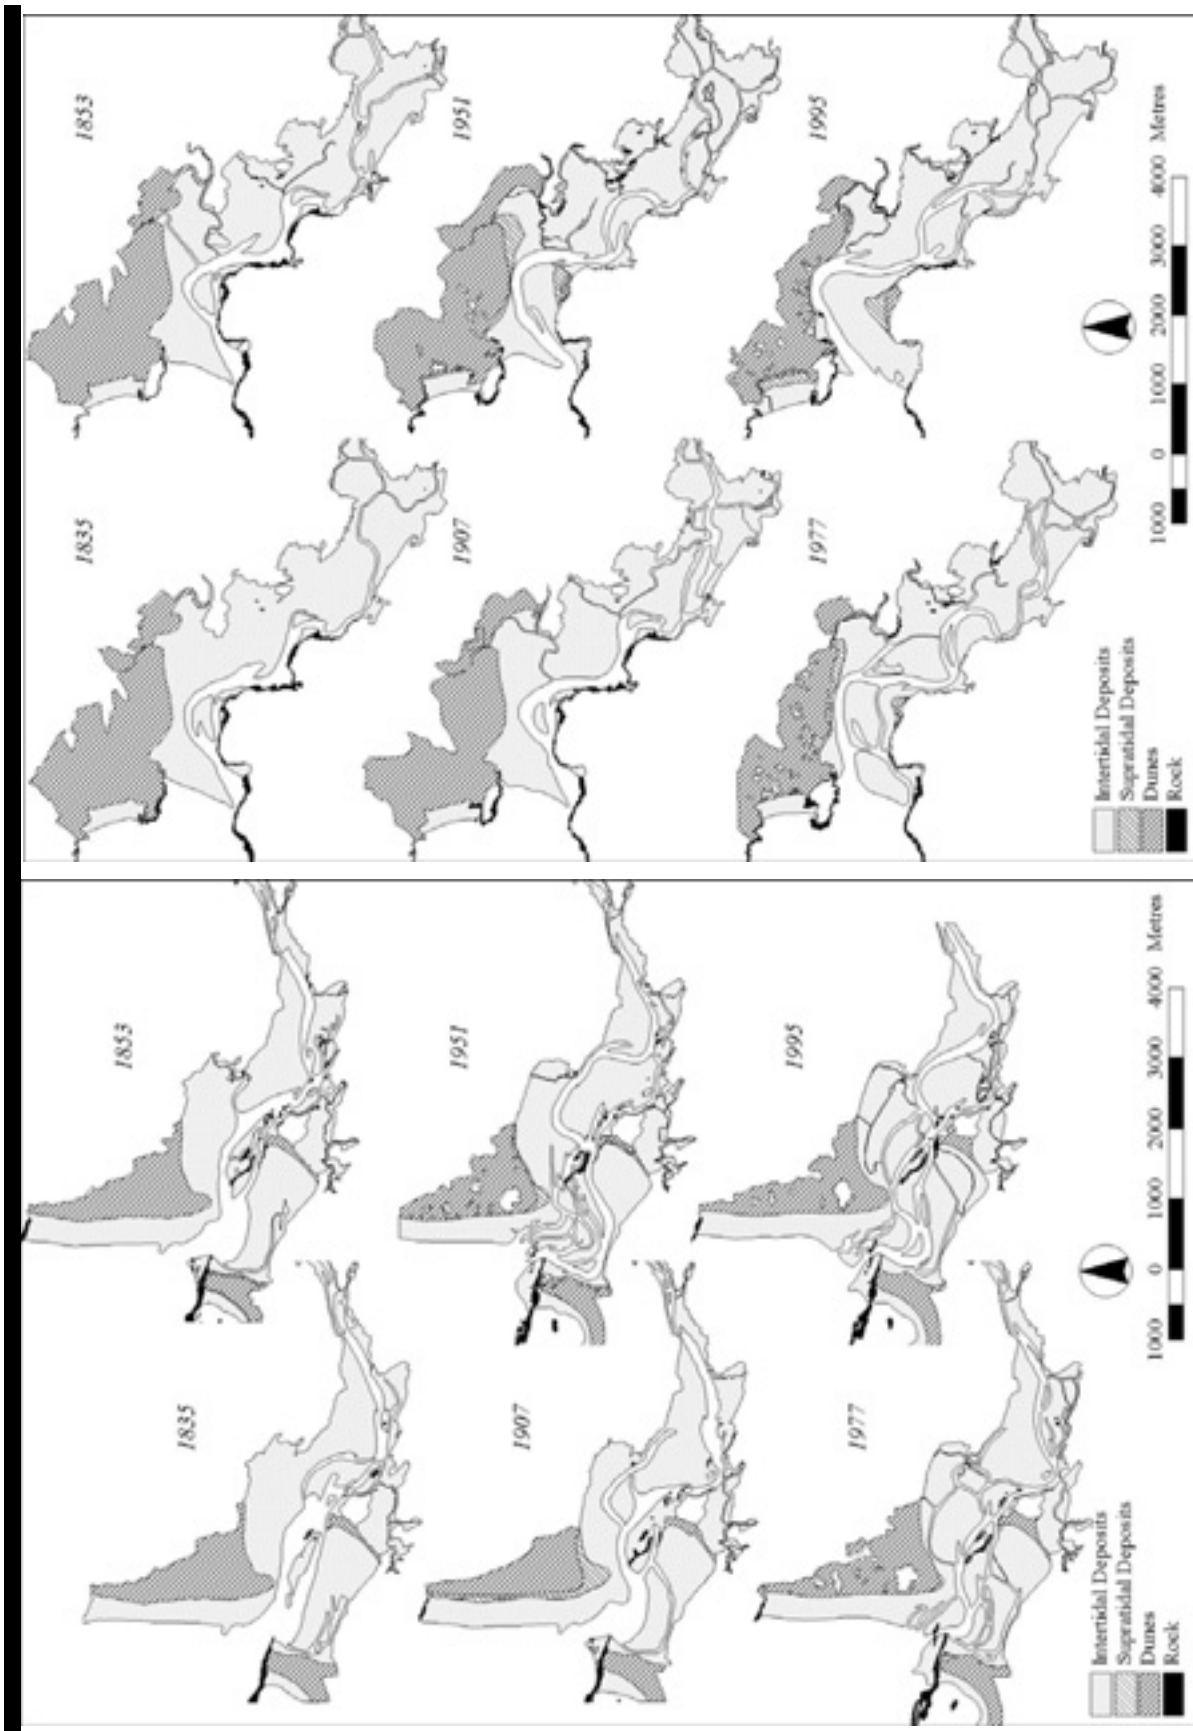 1835
1853
1907
1951
1977
1995
Intertidal Deposits
Supratidal Deposits
Dunes
Rock
1000 0 1000 2000 3000 4000 Metres
1835
1853
1907
1951
1977
1995
Intertidal Deposits
Supratidal Deposits
Dunes
Rock
1000 0 1000 2000 3000 4000 Metres